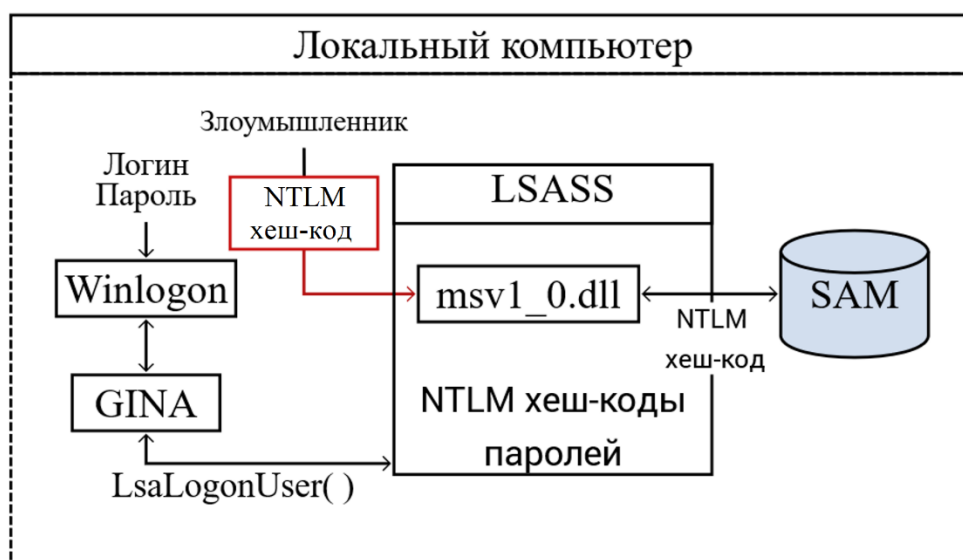 Локальный компьютер
Злоумышленник
Логин
Пароль
NTLM
хеш-код
LSASS
Winlogon
msv1_0.dll
SAM
NTLM
хеш-код
GINA
NTLM хеш-коды
паролей
LsaLogonUser( )